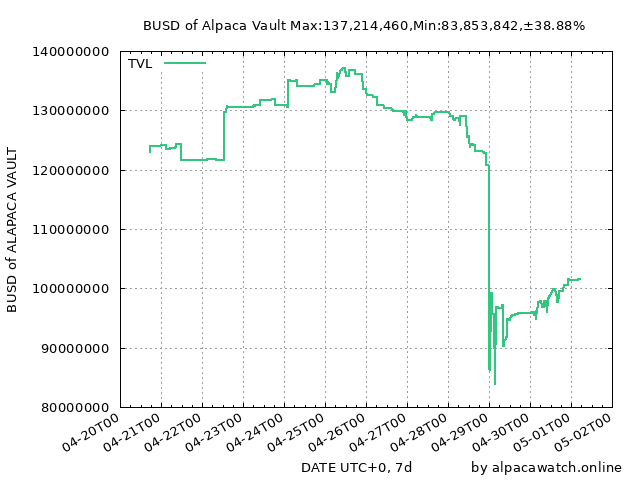 BUSD of Alpaca Vault Max:137,214,460,Min:83,853,842,±38.88%
TVL
140000000
130000000
120000000
110000000
100000000
90000000
80000000
BUSD of ALAPACA VAULT
04-20T00
04-21T00
04-22T00
04-23T00
04-24T00
04-25T00
04-26T00
04-27T00
04-28T00
04-29T00
04-30T00
05-01T00
05-02T00
DATE UTC+0, 7d
by alpacawatch.online